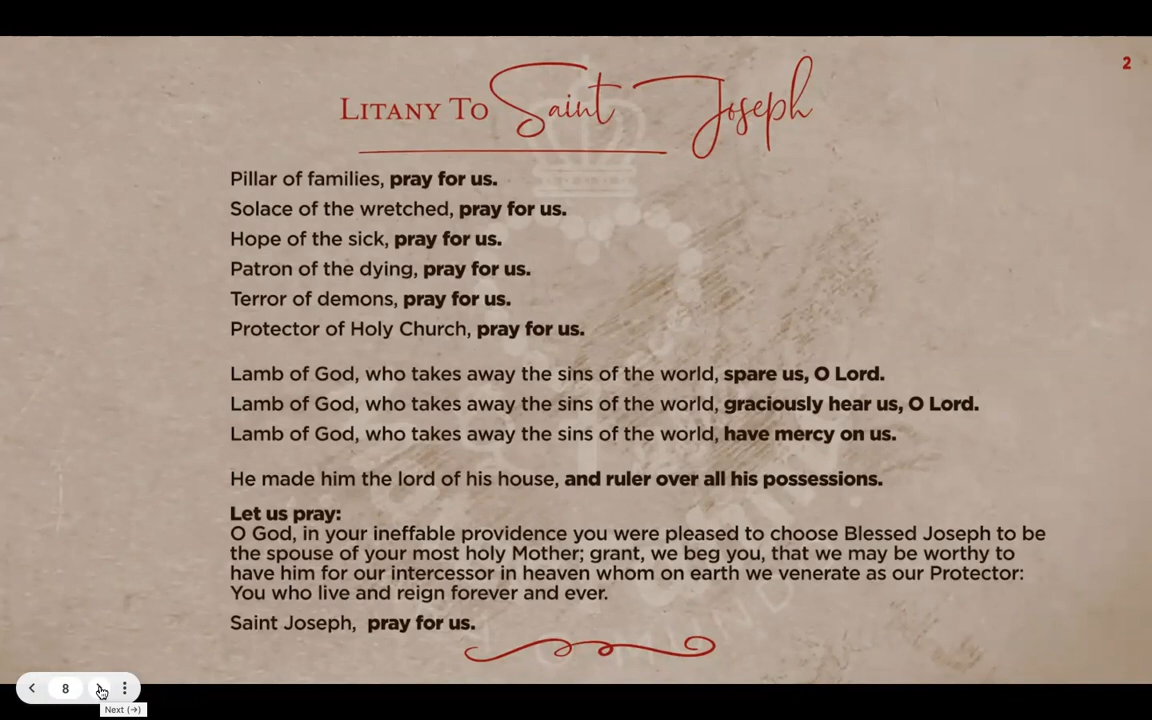 2
LITANY TO Saint Joseph
Pillar of families, pray for us.
Solace of the wretched, pray for us.
Hope of the sick, pray for us.
Patron of the dying, pray for us.
Terror of demons, pray for us.
Protector of Holy Church, pray for us.
Lamb of God, who takes away the sins of the world, spare us, O Lord.
Lamb of God, who takes away the sins of the world, graciously hear us, O Lord.
Lamb of God, who takes away the sins of the world, have mercy on us.
He made him the lord of his house, and ruler over all his possessions.
Let us pray:
O God, in your ineffable providence you were pleased to choose Blessed Joseph to be
the spouse of your most holy Mother; grant, we beg you, that we may be worthy to
have him for our intercessor in heaven whom on earth we venerate as our Protector:
You who live and reign forever and ever.
Saint Joseph, pray for us.
8
Next (→)